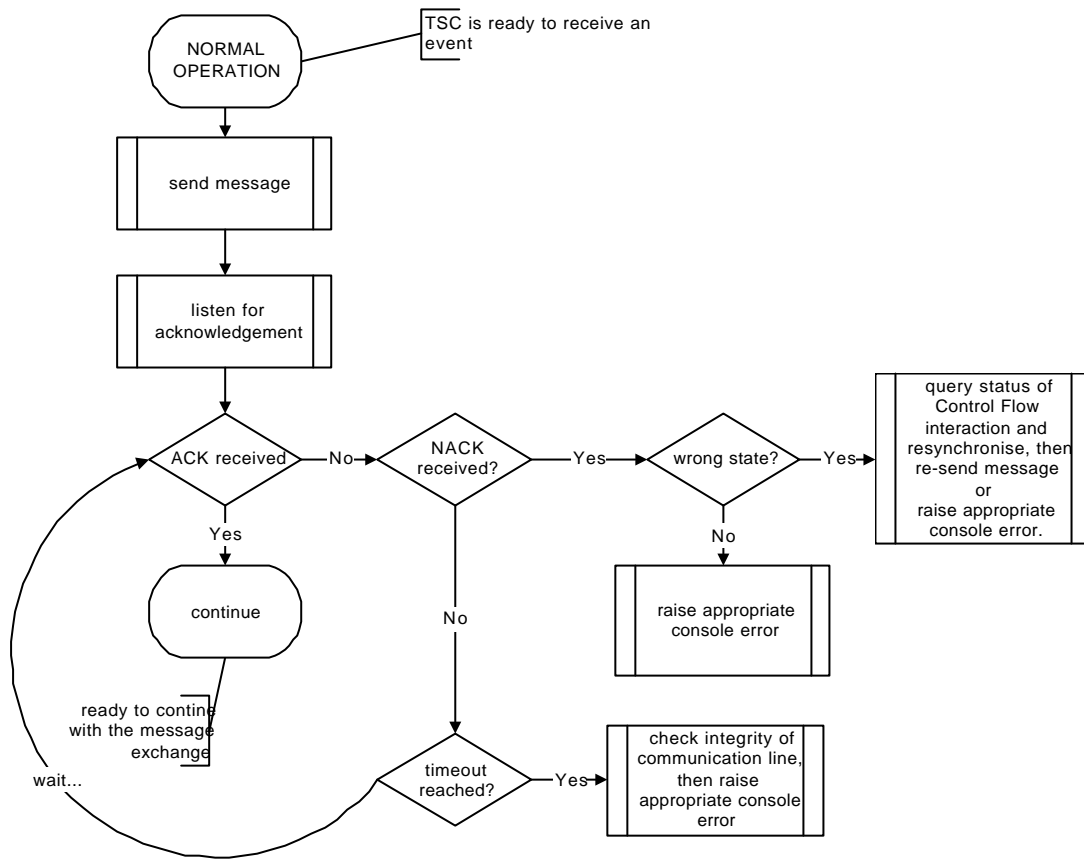 TSC is ready to receive an
event
NORMAL
OPERATION
send message
listen for
acknowledgement
ACK received
No
NACK
received?
Yes
wrong state?
Yes
query status of
Control Flow
interaction and
resynchronise, then
re-send message
or
raise appropriate
console error.
Yes
No
continue
No
raise appropriate
console error
ready to contine
with the message
exchange
wait...
timeout
reached?
Yes
check integrity of
communication line,
then raise
appropriate console
error